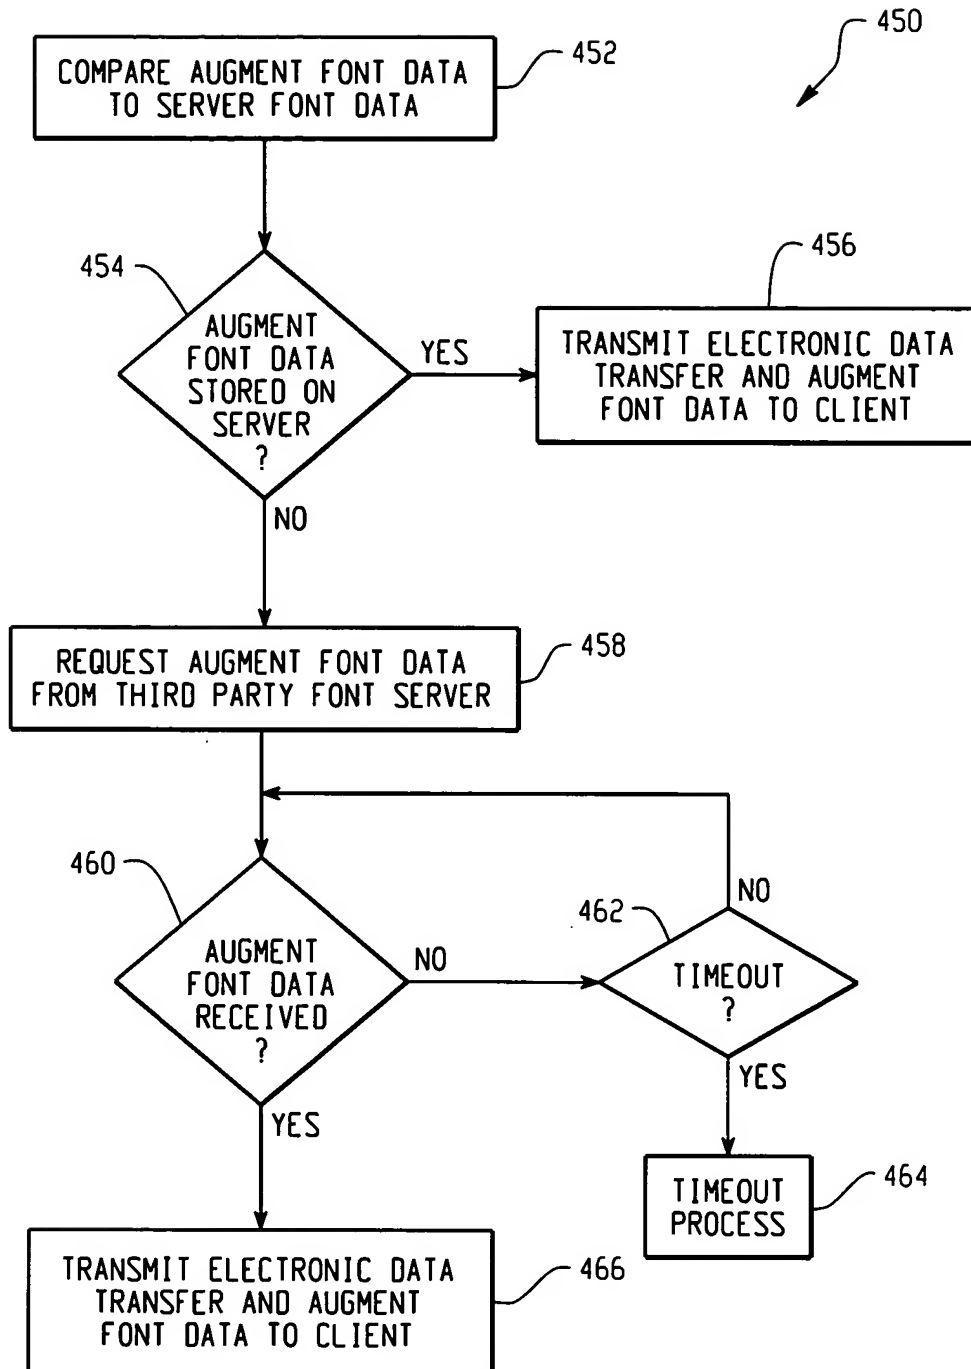 450
COMPARE AUGMENT FONT DATA
TO SERVER FONT DATA
452
454
AUGMENT
FONT DATA
STORED ON
SERVER
?
YES
456
TRANSMIT ELECTRONIC DATA
TRANSFER AND AUGMENT
FONT DATA TO CLIENT
NO
REQUEST AUGMENT FONT DATA
FROM THIRD PARTY FONT SERVER
458
460
AUGMENT
FONT DATA
RECEIVED
?
NO
462
NO
TIMEOUT
?
YES
YES
TIMEOUT
PROCESS
464
TRANSMIT ELECTRONIC DATA
TRANSFER AND AUGMENT
FONT DATA TO CLIENT
466